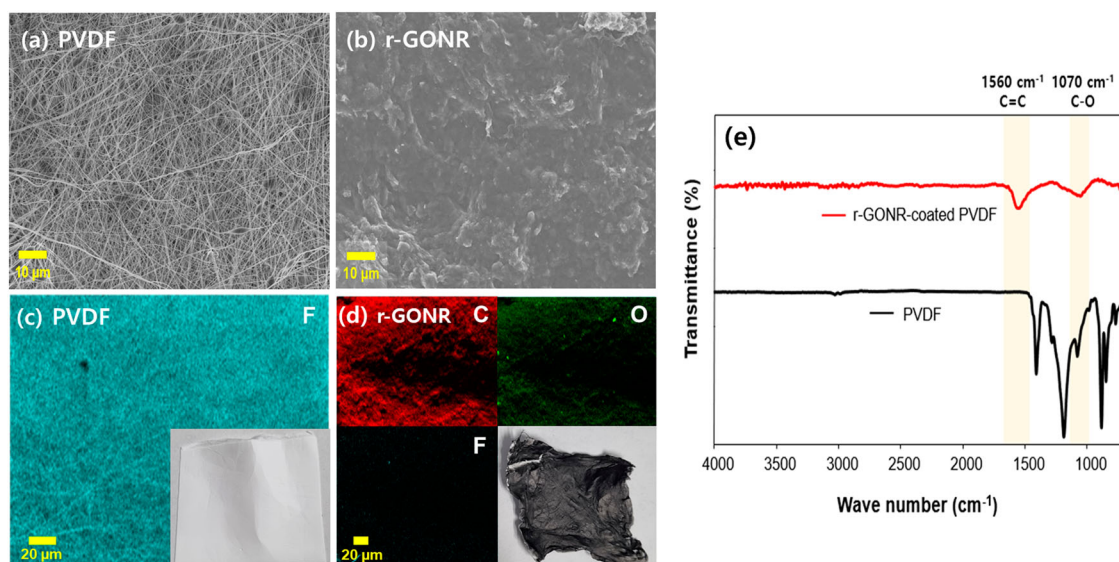 (a) PVDF
10 μm
(b) r-GONR
10 μm
(c) PVDF
F
20 μm
(d) r-GONR
C
O
F
20 μm
1560 cm-1
C=C
1070 cm-1
C-O
(e)
r-GONR-coated PVDF
PVDF
Transmittance (%)
4000 3500 3000 2500 2000 1500 1000
Wave number (cm-1)